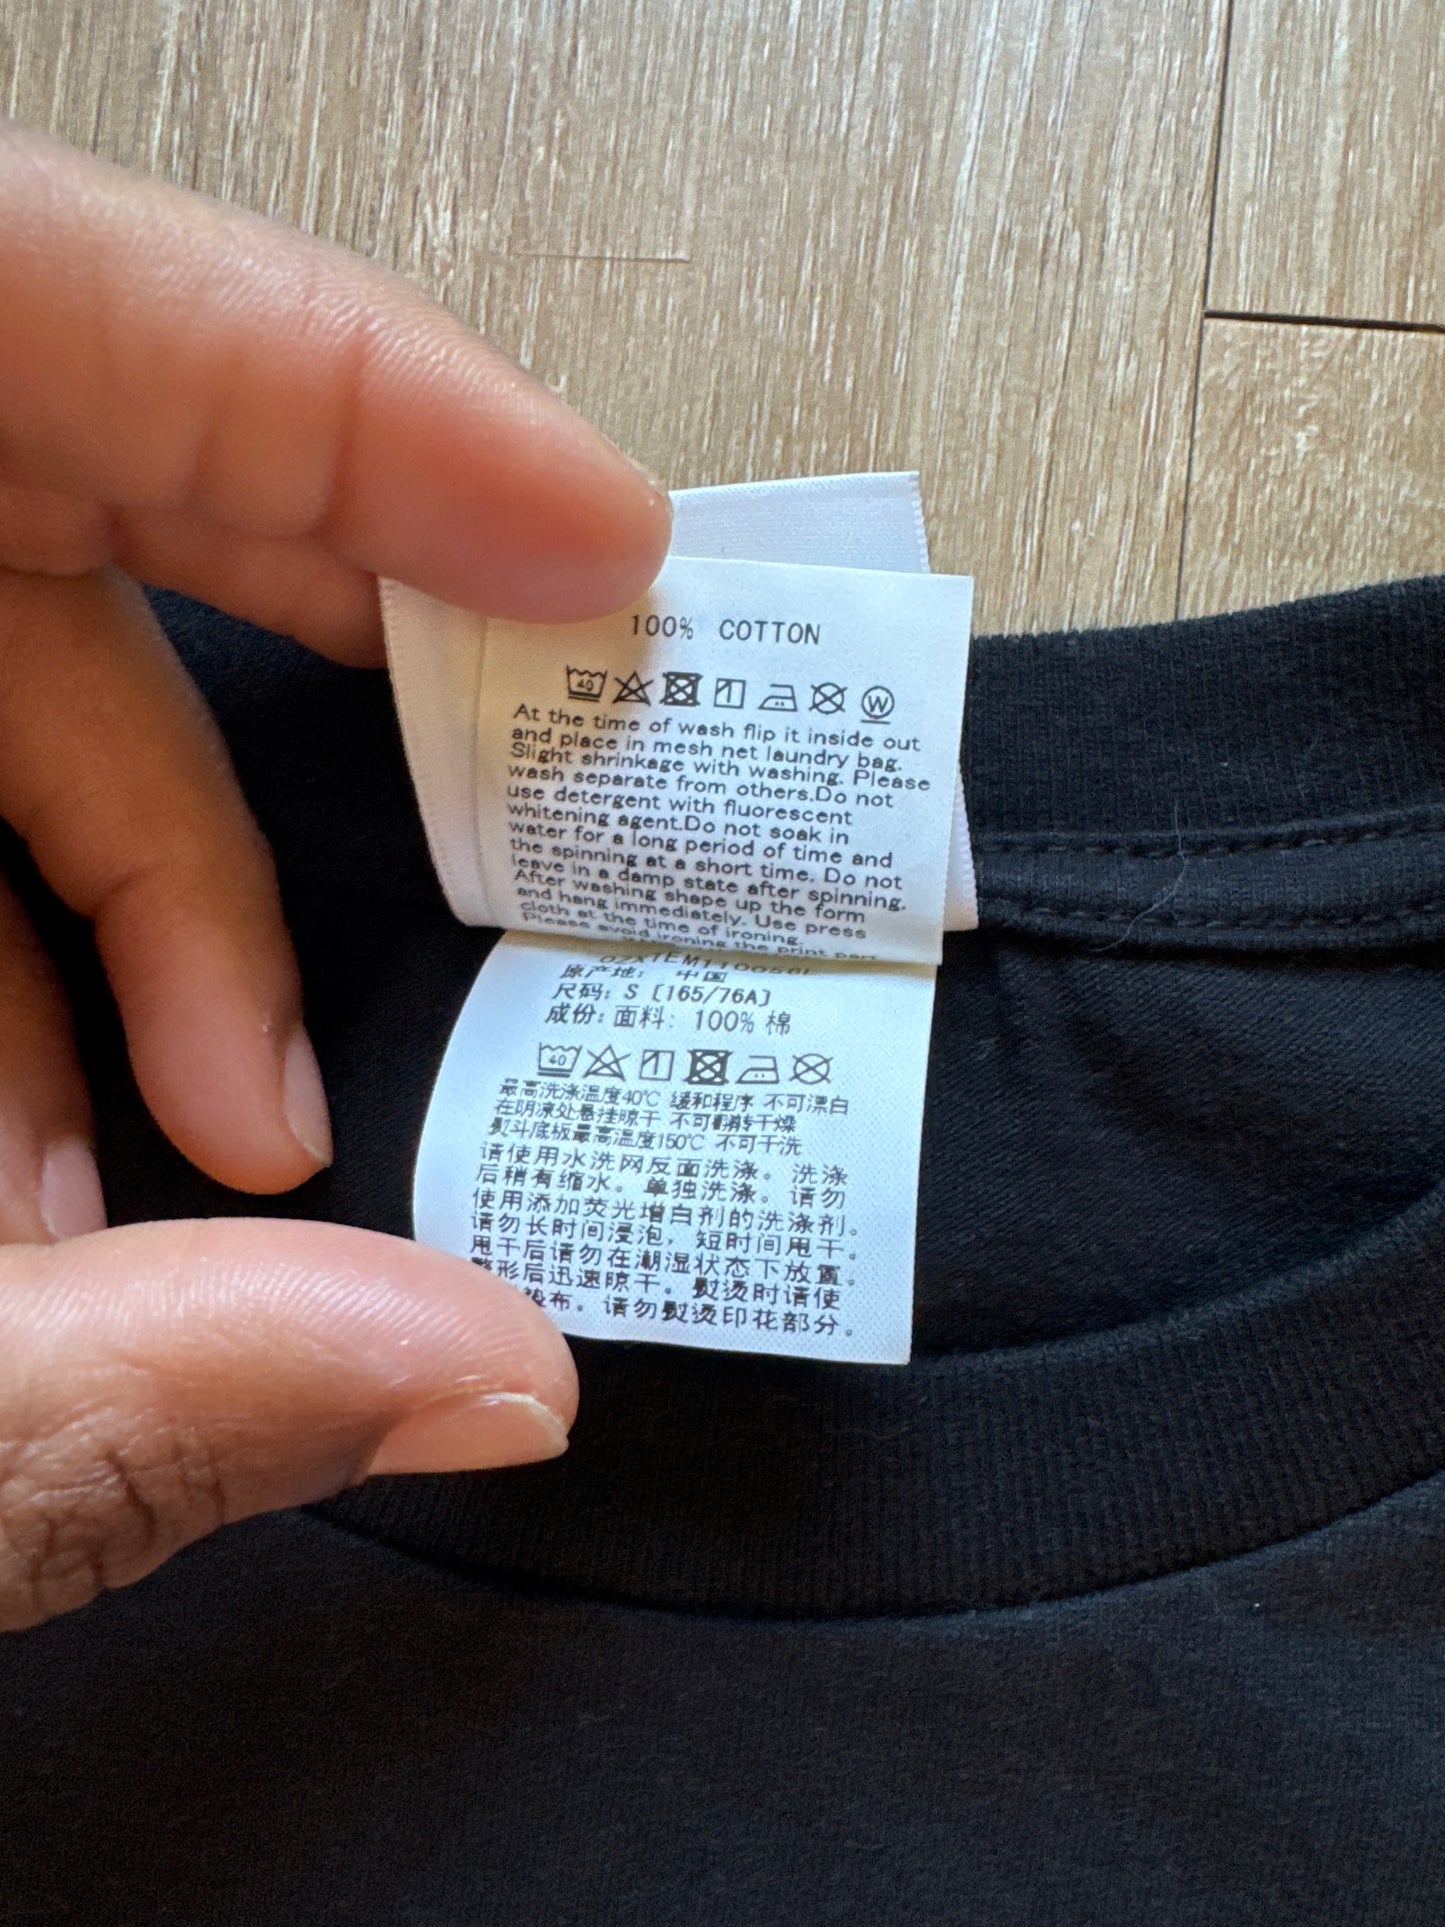 100% COTTON
40 W
At the time of wash flip it inside out
and place in mesh net laundry bag.
Slight shrinkage with washing. Please
wash separate from others.Do not
use detergent with fluorescent
whitening agent.Do not soak in
water for a long period of time and
the spinning at a short time. Do not
leave in a damp state after spinning.
After washing shape up the form
and hang immediately. Use press
cloth at the time of ironing.
Please avoid ironing the print part
原产地: 中国
尺码: S [165/76A]
成份: 面料: 100% 棉
40
最高洗涤温度40℃ 缓和程序 不可漂白
在阴凉处悬挂晾干 不可翻转干燥
熨斗底板最高温度150℃ 不可干洗
请使用水洗网反面洗涤。洗涤
后稍有缩水。单独洗涤。请勿
使用添加荧光增白剂的洗涤剂。
请勿长时间浸泡, 短时间甩干。
甩干后请勿在潮湿状态下放置。
整形后迅速晾干。熨烫时请使
垫布。请勿熨烫印花部分。